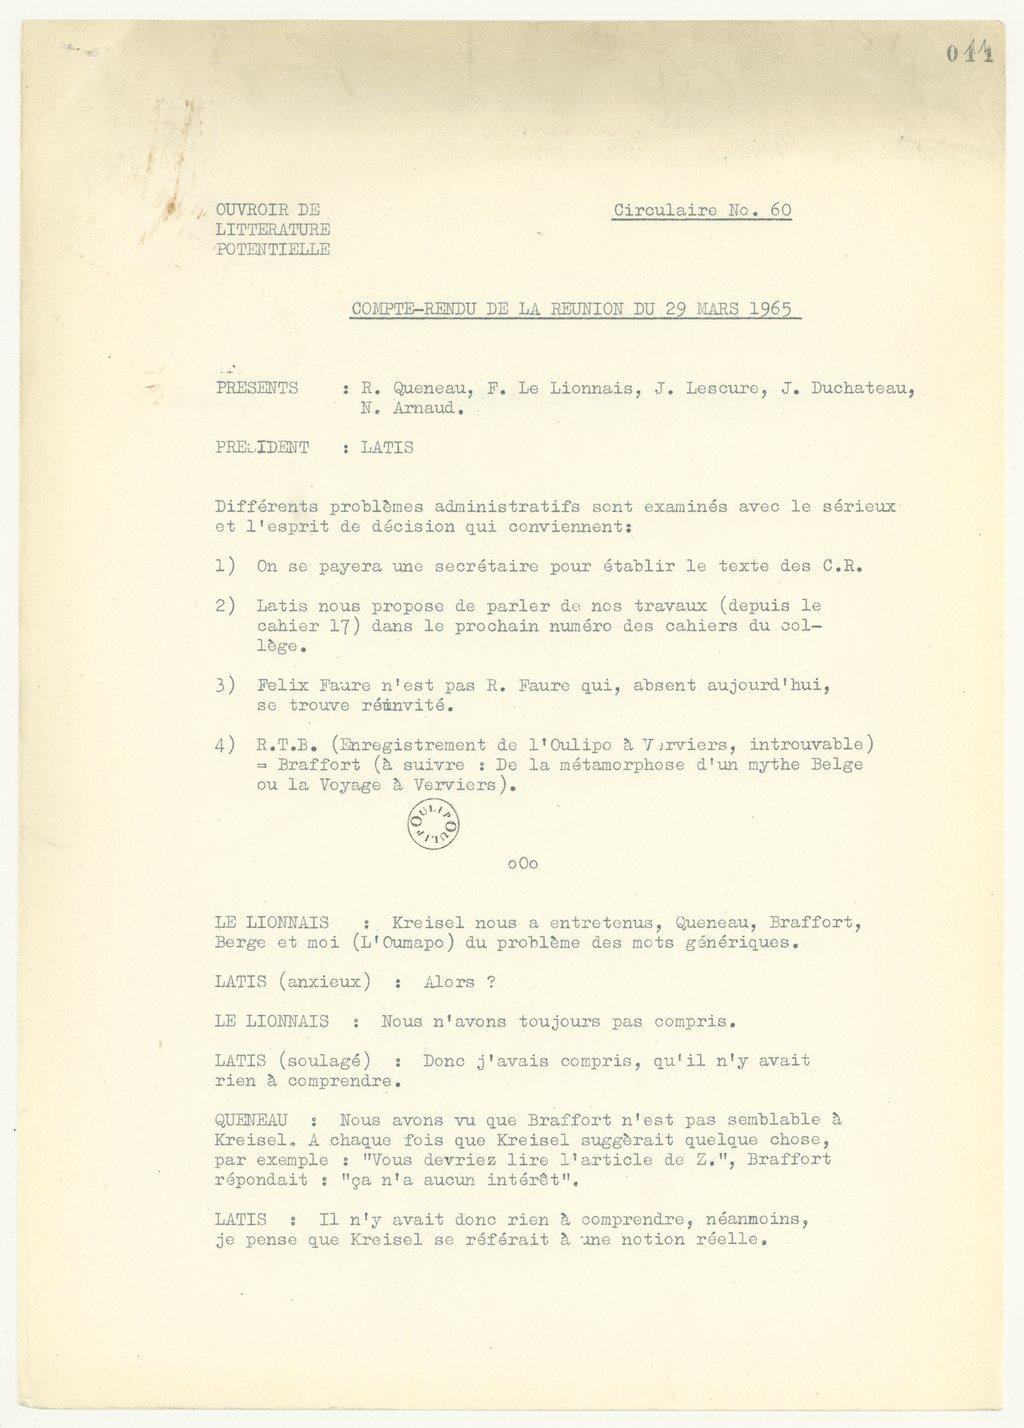 011
OUVROIR DE
LITTERATURE
POTENTIELLE
Circulaire No. 60
COMPTE-RENDU DE LA REUNION DU 29 MARS 1965
PRESENTS : R. Queneau, F. Le Lionnais, J. Lescure, J. Duchateau,
N. Arnaud.
PRESIDENT : LATIS
Différents problèmes administratifs sont examinés avec le sérieux
et l'esprit de décision qui conviennent:
1) On se payera une secrétaire pour établir le texte des C.R.
2) Latis nous propose de parler de nos travaux (depuis le
cahier 17) dans le prochain numéro des cahiers du col-
lège.
3) Felix Faure n'est pas R. Faure qui, absent aujourd'hui,
se trouve réinvité.
4) R.T.B. (Enregistrement de l'Oulipo à Verviers, introuvable)
= Braffort (à suivre : De la métamorphose d'un mythe Belge
ou la Voyage à Verviers).
OULIPO OULIPO
oOo
LE LIONNAIS : Kreisel nous a entretenus, Queneau, Braffort,
Berge et moi (L'Oumapo) du problème des mots génériques.
LATIS (anxieux) : Alors ?
LE LIONNAIS : Nous n'avons toujours pas compris.
LATIS (soulagé) : Donc j'avais compris, qu'il n'y avait
rien à comprendre.
QUENEAU : Nous avons vu que Braffort n'est pas semblable à
Kreisel. A chaque fois que Kreisel suggèrait quelque chose,
par exemple : "Vous devriez lire l'article de Z.", Braffort
répondait : "ça n'a aucun intérêt".
LATIS : Il n'y avait donc rien à comprendre, néanmoins,
je pense que Kreisel se référait à une notion réelle.